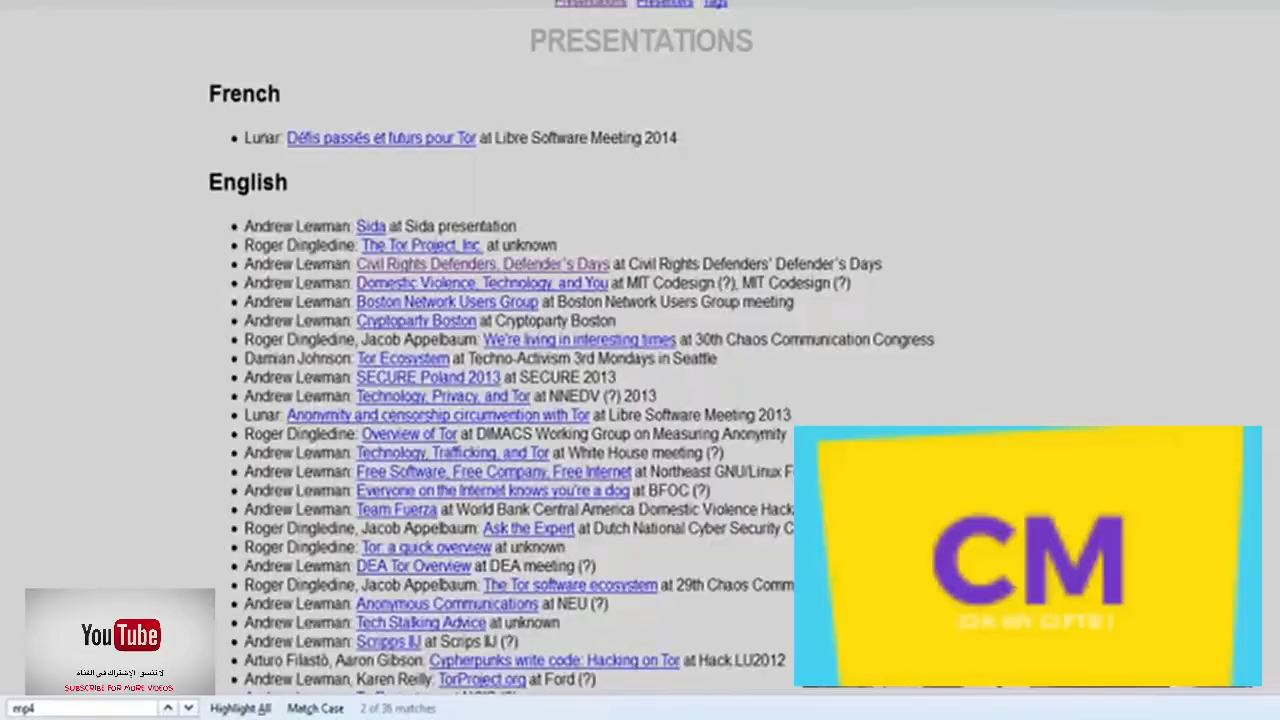 Presentations Presenters Tags
PRESENTATIONS
French
Lunar: Défis passés et futurs pour Tor at Libre Software Meeting 2014
English
Andrew Lewman: Sida at Sida presentation
Roger Dingledine: The Tor Project, Inc. at unknown
Andrew Lewman: Civil Rights Defenders, Defender's Days at Civil Rights Defenders' Defender's Days
Andrew Lewman: Domestic Violence, Technology, and You at MIT Codesign (?), MIT Codesign (?)
Andrew Lewman: Boston Network Users Group at Boston Network Users Group meeting
Andrew Lewman: Cryptoparty Boston at Cryptoparty Boston
Roger Dingledine, Jacob Appelbaum: We're living in interesting times at 30th Chaos Communication Congress
Damian Johnson: Tor Ecosystem at Techno-Activism 3rd Mondays in Seattle
Andrew Lewman: SECURE Poland 2013 at SECURE 2013
Andrew Lewman: Technology, Privacy, and Tor at NNEDV (?) 2013
Lunar: Anonymity and censorship circumvention with Tor at Libre Software Meeting 2013
Roger Dingledine: Overview of Tor at DIMACS Working Group on Measuring Anonymity
Andrew Lewman: Technology, Trafficking, and Tor at White House meeting (?)
Andrew Lewman: Free Software, Free Company, Free Internet at Northeast GNU/Linux F
Andrew Lewman: Everyone on the Internet knows you're a dog at BFOC (?)
Andrew Lewman: Team Fuerza at World Bank Central America Domestic Violence Hack
Roger Dingledine, Jacob Appelbaum: Ask the Expert at Dutch National Cyber Security C
Roger Dingledine: Tor: a quick overview at unknown
Andrew Lewman: DEA Tor Overview at DEA meeting (?)
Roger Dingledine, Jacob Appelbaum: The Tor software ecosystem at 29th Chaos Comm
Andrew Lewman: Anonymous Communications at NEU (?)
Andrew Lewman: Tech Stalking Advice at unknown
Andrew Lewman: Scripps IIJ at Scrips IIJ (?)
Arturo Filastò, Aaron Gibson: Cypherpunks write code: Hacking on Tor at Hack LU2012
Andrew Lewman, Karen Reilly: TorProject.org at Ford (?)
CM
YouTube
لا تنسى الإشتراك في القناة
SUBSCRIBE FOR MORE VIDEOS
mp4 Highlight All Match Case 2 of 36 matches